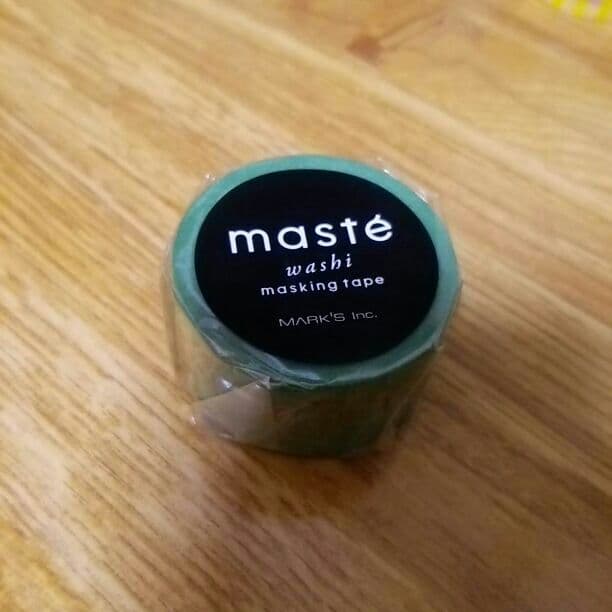 masté
washi
masking tape
MARK'S Inc.